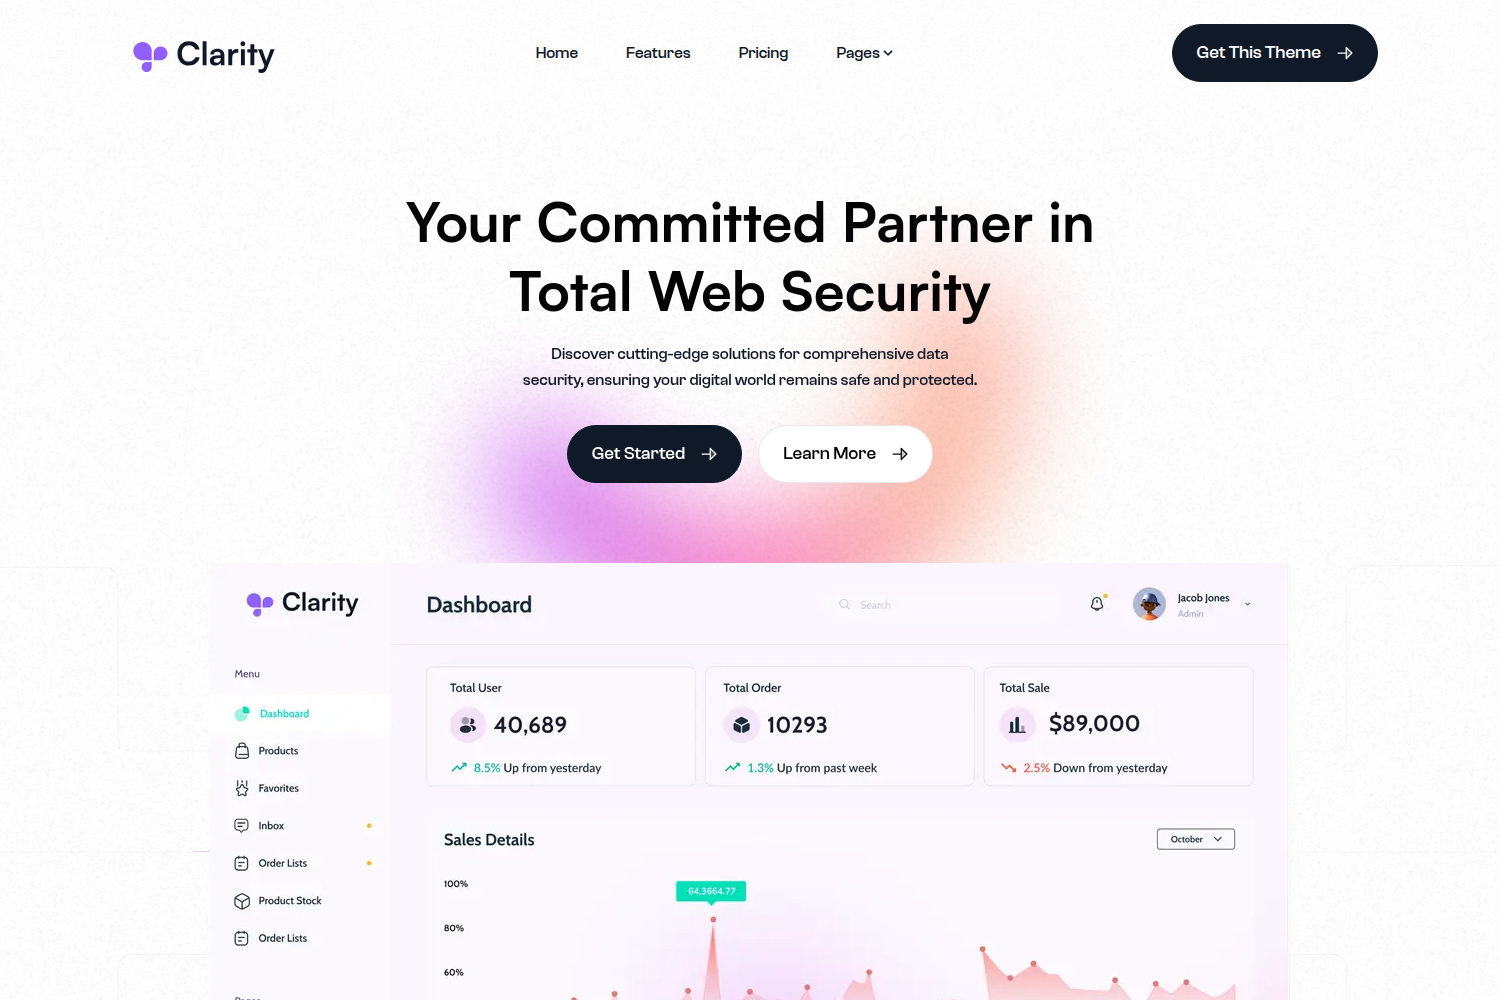 Clarity
Home
Features
Pricing
Pages
Get This Theme
Your Committed Partner in
Total Web Security
Discover cutting-edge solutions for comprehensive data
security, ensuring your digital world remains safe and protected.
Get Started
Learn More
Clarity
Dashboard
Search
Jacob Jones
Admin
Menu
Dashboard
Products
Favorites
Inbox
Order Lists
Product Stock
Order Lists
Total User
40,689
8.5% Up from yesterday
Total Order
10293
1.3% Up from past week
Total Sale
$89,000
2.5% Down from yesterday
Sales Details
October
100%
80%
60%
64,3664.77